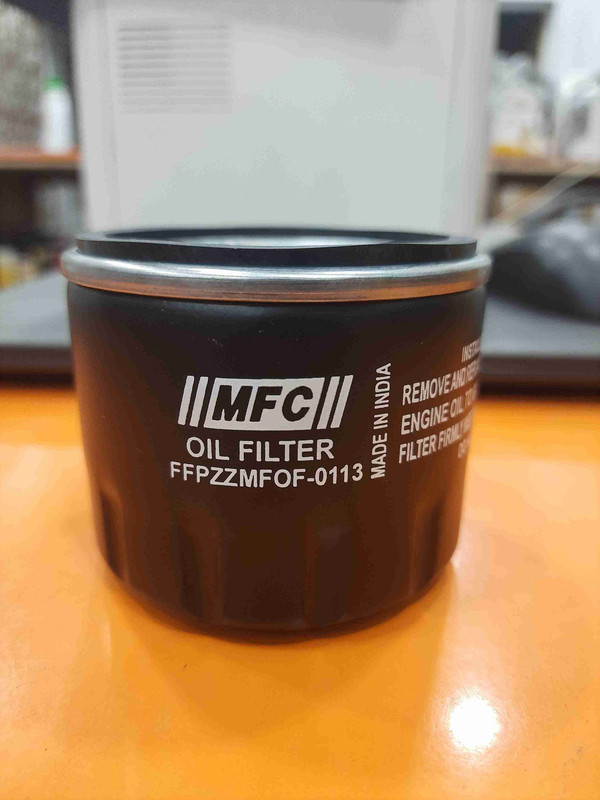 MFC
OIL FILTER
FFPZZMFOF-0113
MADE IN INDIA
REMOVE AND
ENGINE OIL
FILTER FIRMLY